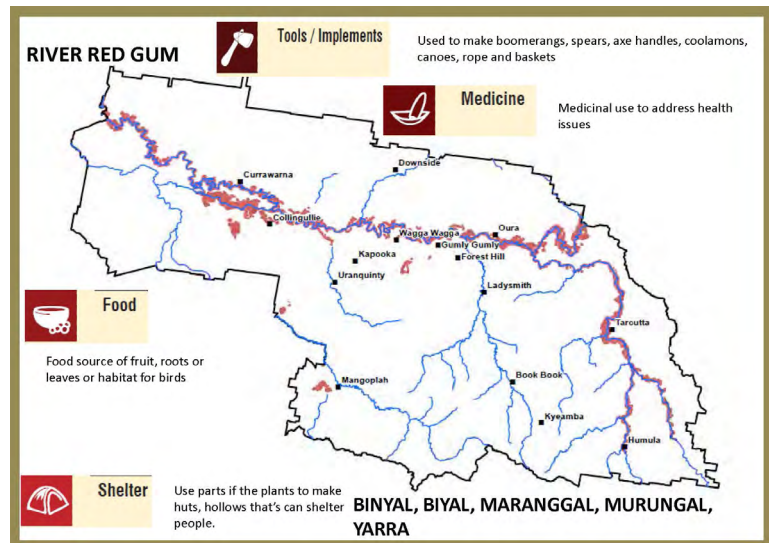 RIVER RED GUM
Tools / Implements
Used to make boomerangs, spears, axe handles, coolamons,
canoes, rope and baskets
Medicine
Medicinal use to address health
issues
Downside
Currawarna
Collingullie
Oura
Wagga Wagga
Gumly Gumly
Kapooka
Forest Hill
Uranquinty
Ladysmith
Food
Tarcutta
Food source of fruit, roots or
leaves or habitat for birds
Mangoplah
Book Book
Kyeamba
Humula
Shelter
Use parts if the plants to make
huts, hollows that's can shelter
people.
BINYAL, BIYAL, MARANGGAL, MURUNGAL,
YARRA